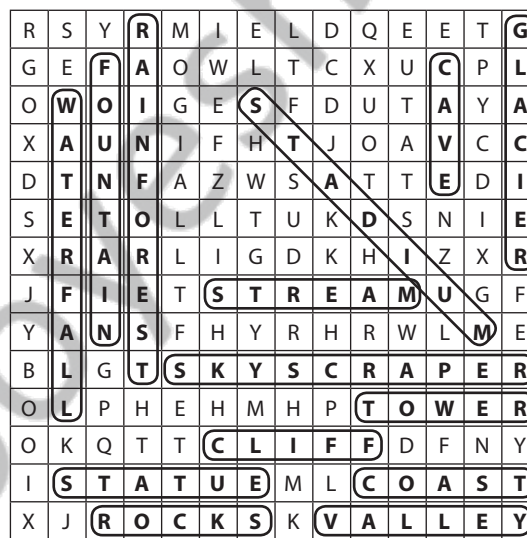 R S Y R M I E L D Q E E T G
G E F A O W L T C X U C P L
O W O I G E S F D U T A Y A
X A U N I F H T J O A V C C
D T N F A Z W S A T T E D I
S E T O L L T U K D S N I E
X R A R L I G D K H I Z X R
J F I E T S T R E A M U G F
Y A N S F H Y R H R W L M E
B L G T S K Y S C R A P E R
O L P H E H M H P T O W E R
O K Q T T C L I F F D F N Y
I S T A T U E M L C O A S T
X J R O C K S K V A L L E Y